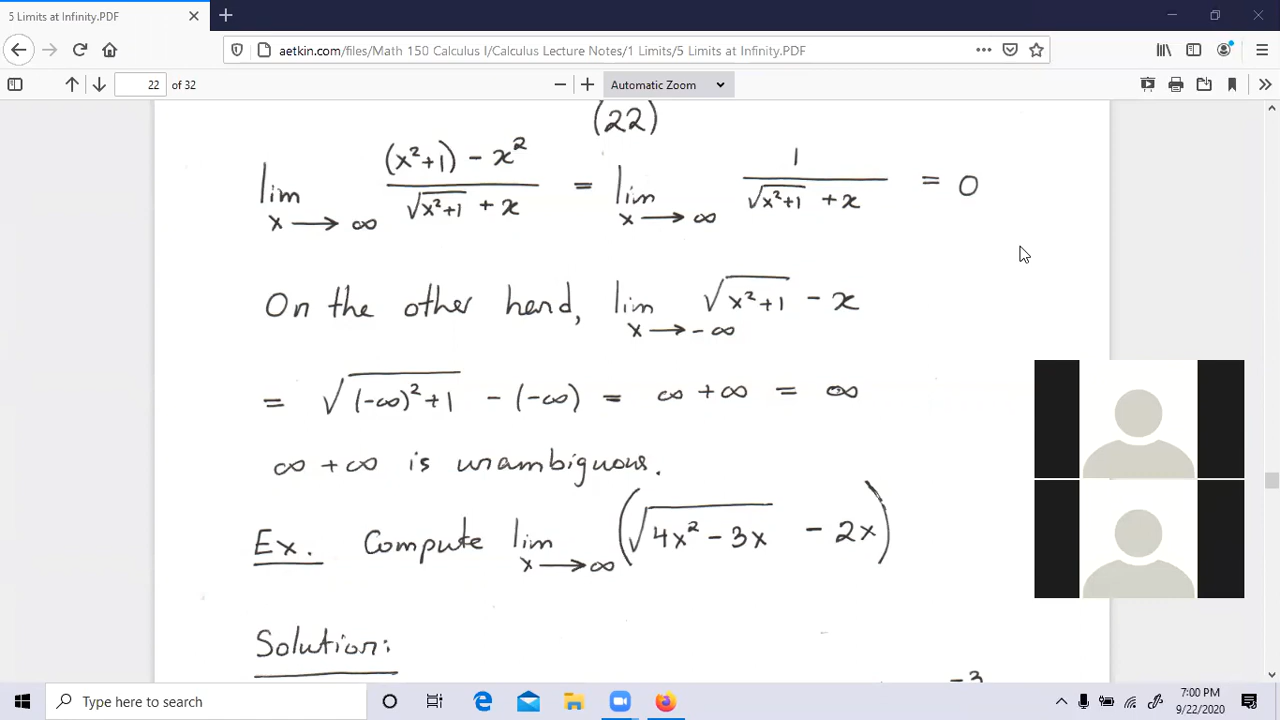 5 Limits at Infinity.PDF
aetkin.com/files/Math 150 Calculus I/Calculus Lecture Notes/1 Limits/5 Limits at Infinity.PDF
22 of 32
Automatic Zoom
(22)
lim x→∞ ((x²+1) - x²)/(√(x²+1) + x) = lim x→∞ 1/(√(x²+1) + x) = 0
On the other hand, lim x→-∞ √(x²+1) - x
= √((-∞)²+1) - (-∞) = ∞ + ∞ = ∞
∞ + ∞ is unambiguous.
Ex. Compute lim x→∞ (√(4x² - 3x) - 2x)
Solution:
-3
Type here to search
7:00 PM
9/22/2020